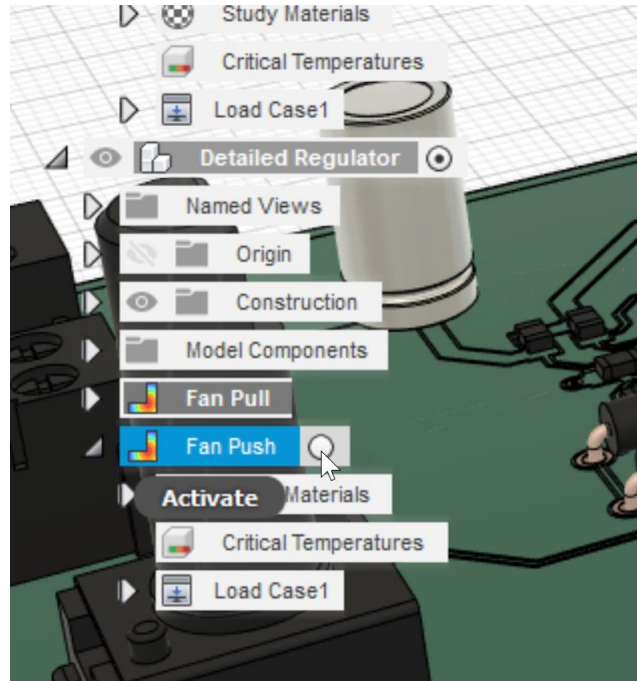 Study Materials
Critical Temperatures
Load Case1
Detailed Regulator
Named Views
Origin
Construction
Model Components
Fan Pull
Fan Push
Activate Materials
Critical Temperatures
Load Case1